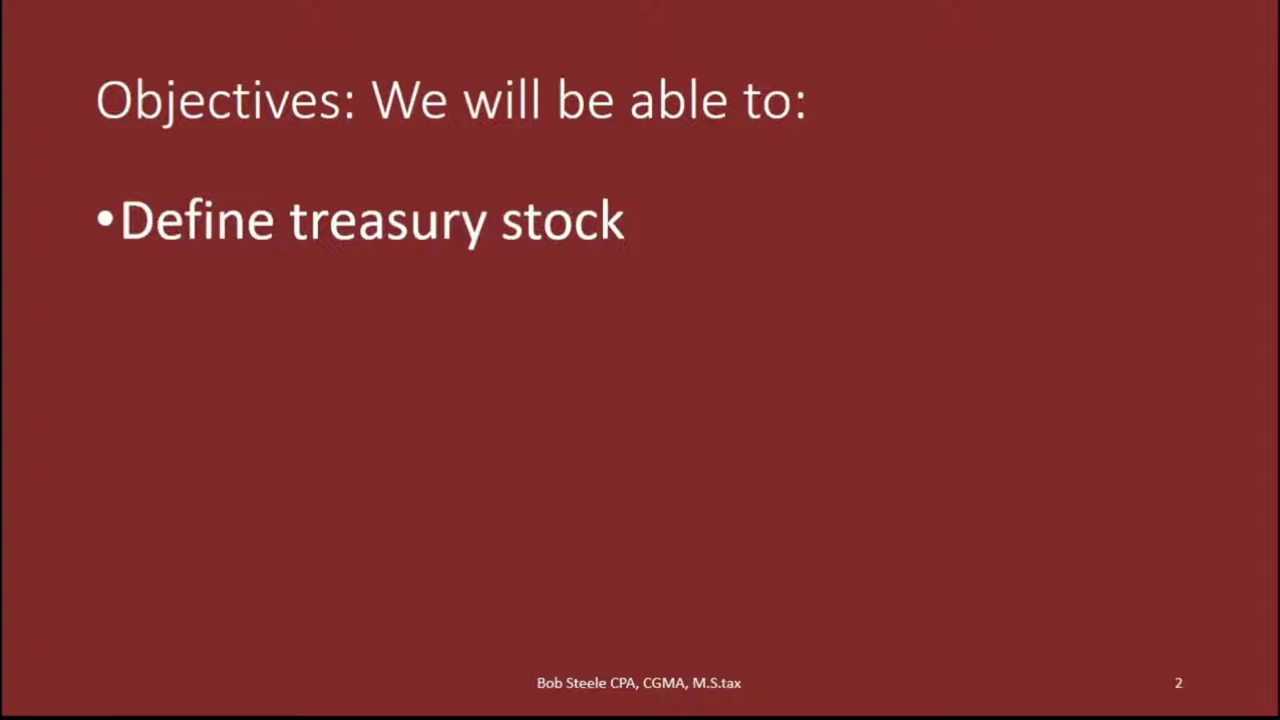 Objectives: We will be able to:
•Define treasury stock
Bob Steele CPA, CGMA, M.S.tax
2